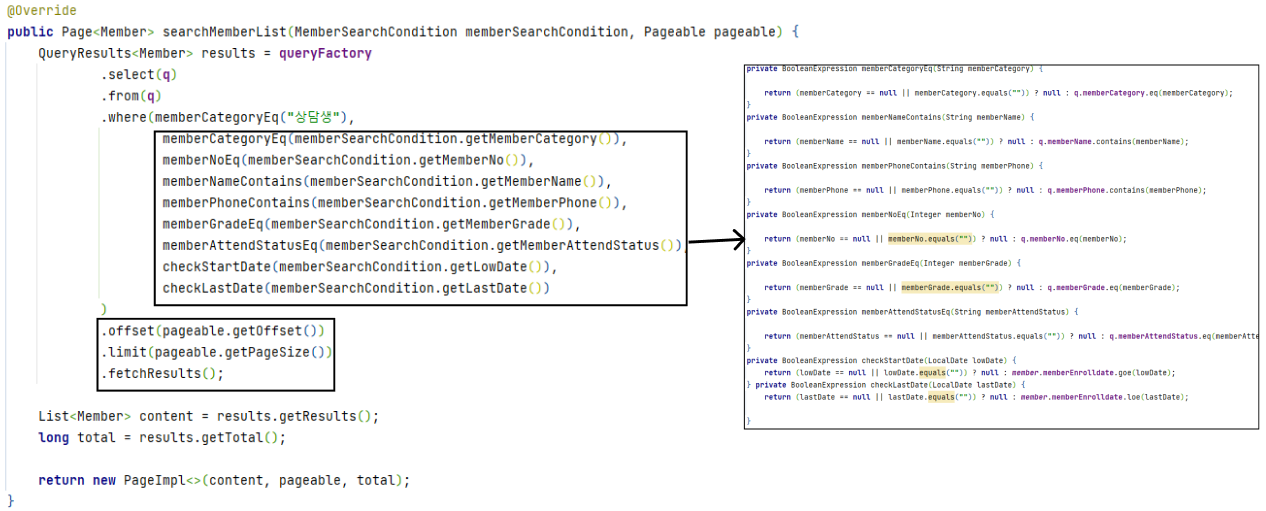 @Override
public Page<Member> searchMemberList(MemberSearchCondition memberSearchCondition, Pageable pageable) {
QueryResults<Member> results = queryFactory
.select(q)
.from(q)
.where(memberCategoryEq("상담생"),
memberCategoryEq(memberSearchCondition.getMemberCategory()),
memberNoEq(memberSearchCondition.getMemberNo()),
memberNameContains(memberSearchCondition.getMemberName()),
memberPhoneContains(memberSearchCondition.getMemberPhone()),
memberGradeEq(memberSearchCondition.getMemberGrade()),
memberAttendStatusEq(memberSearchCondition.getMemberAttendStatus()),
checkStartDate(memberSearchCondition.getLowDate()),
checkLastDate(memberSearchCondition.getLastDate())
)
.offset(pageable.getOffset())
.limit(pageable.getPageSize())
.fetchResults();
List<Member> content = results.getResults();
long total = results.getTotal();
return new PageImpl<>(content, pageable, total);
}
private BooleanExpression memberCategoryEq(String memberCategory) {
return (memberCategory == null || memberCategory.equals("")) ? null : q.memberCategory.eq(memberCategory);
}
private BooleanExpression memberNameContains(String memberName) {
return (memberName == null || memberName.equals("")) ? null : q.memberName.contains(memberName);
}
private BooleanExpression memberPhoneContains(String memberPhone) {
return (memberPhone == null || memberPhone.equals("")) ? null : q.memberPhone.contains(memberPhone);
}
private BooleanExpression memberNoEq(Integer memberNo) {
return (memberNo == null || memberNo.equals("")) ? null : q.memberNo.eq(memberNo);
}
private BooleanExpression memberGradeEq(Integer memberGrade) {
return (memberGrade == null || memberGrade.equals("")) ? null : q.memberGrade.eq(memberGrade);
}
private BooleanExpression memberAttendStatusEq(String memberAttendStatus) {
return (memberAttendStatus == null || memberAttendStatus.equals("")) ? null : q.memberAttendStatus.eq(memberAtte
}
private BooleanExpression checkStartDate(LocalDate lowDate) {
return (lowDate == null || lowDate.equals("")) ? null : member.memberEnrolldate.goe(lowDate);
} private BooleanExpression checkLastDate(LocalDate lastDate) {
return (lastDate == null || lastDate.equals("")) ? null : member.memberEnrolldate.loe(lastDate);
}